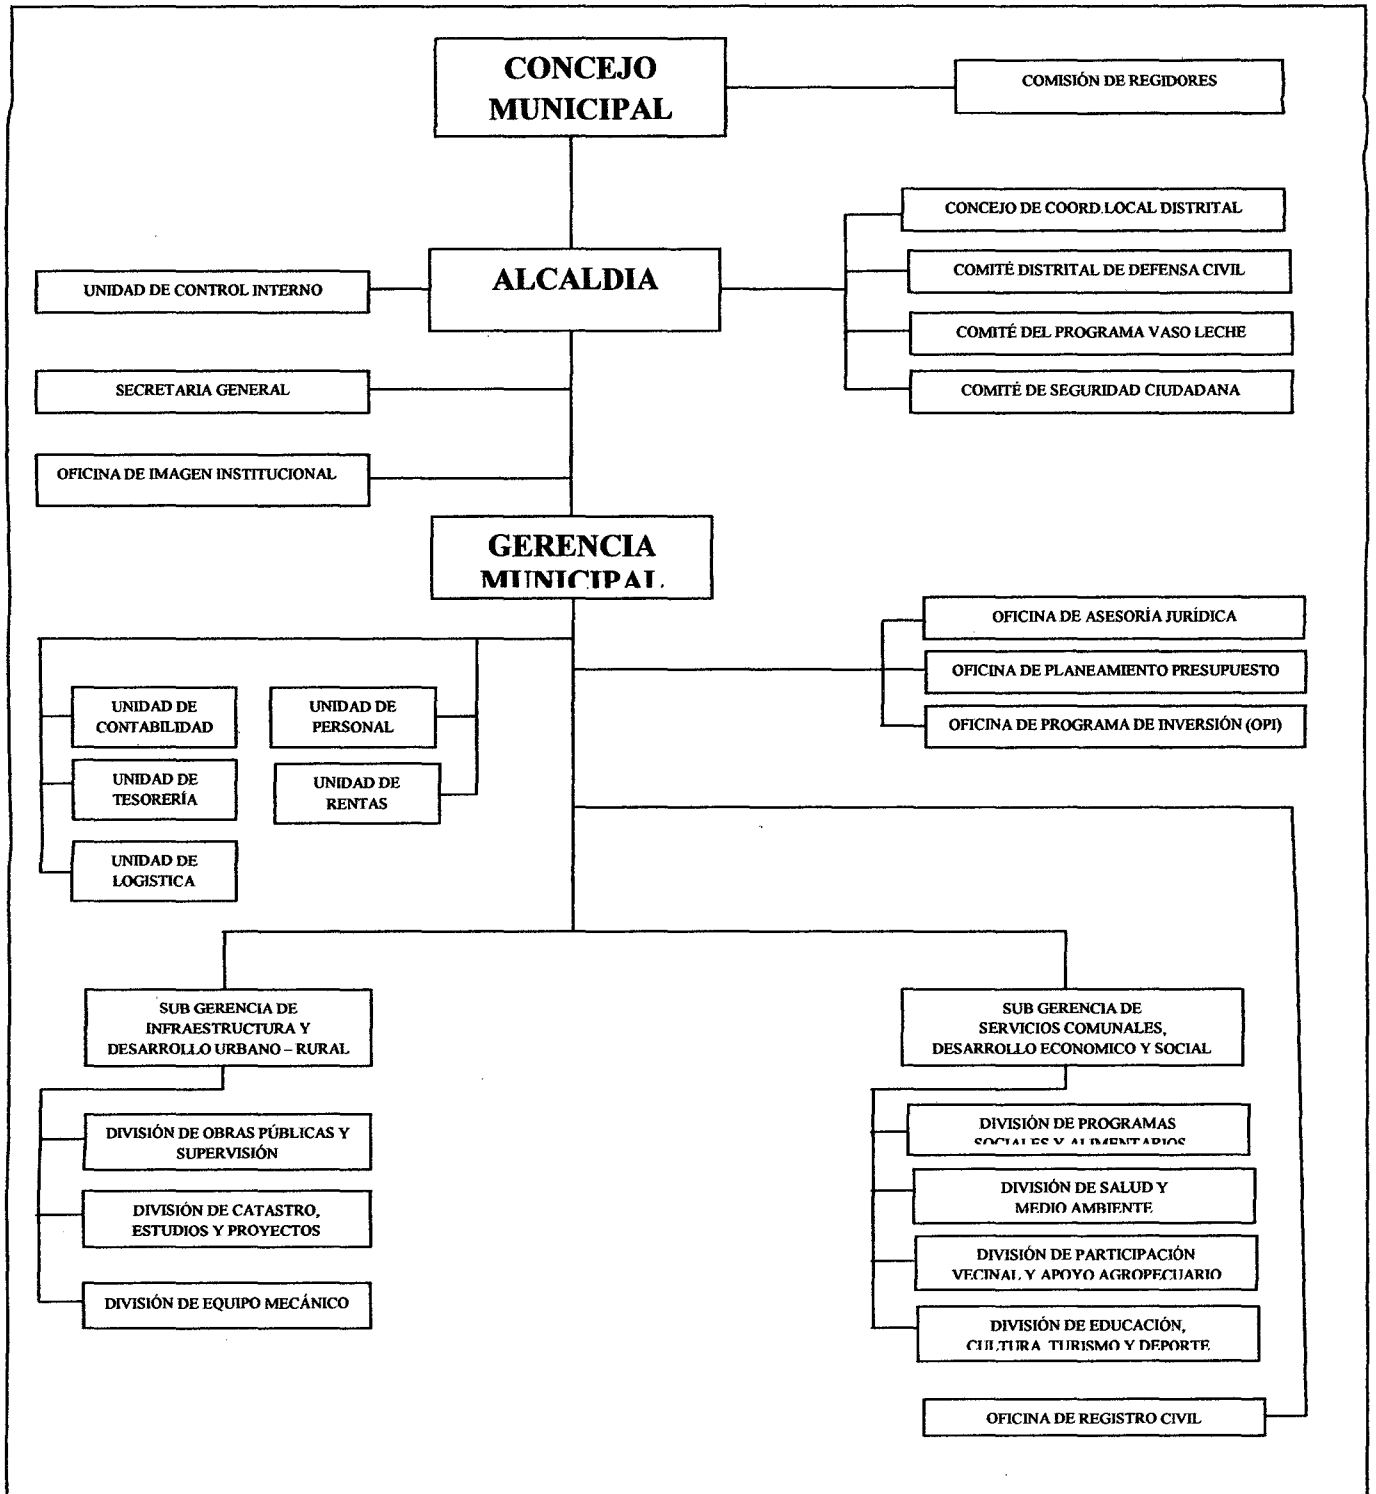 CONCEJO
MUNICIPAL
COMISIÓN DE REGIDORES
CONCEJO DE COORD.LOCAL DISTRITAL
ALCALDIA
COMITÉ DISTRITAL DE DEFENSA CIVIL
UNIDAD DE CONTROL INTERNO
COMITÉ DEL PROGRAMA VASO LECHE
SECRETARIA GENERAL
COMITÉ DE SEGURIDAD CIUDADANA
OFICINA DE IMAGEN INSTITUCIONAL
GERENCIA
MUNICIPAL
OFICINA DE ASESORÍA JURÍDICA
OFICINA DE PLANEAMIENTO PRESUPUESTO
OFICINA DE PROGRAMA DE INVERSIÓN (OPI)
UNIDAD DE
CONTABILIDAD
UNIDAD DE
PERSONAL
UNIDAD DE
TESORERÍA
UNIDAD DE
RENTAS
UNIDAD DE
LOGISTICA
SUB GERENCIA DE
INFRAESTRUCTURA Y
DESARROLLO URBANO – RURAL
SUB GERENCIA DE
SERVICIOS COMUNALES,
DESARROLLO ECONOMICO Y SOCIAL
DIVISIÓN DE OBRAS PÚBLICAS Y
SUPERVISIÓN
DIVISIÓN DE CATASTRO,
ESTUDIOS Y PROYECTOS
DIVISIÓN DE EQUIPO MECÁNICO
DIVISIÓN DE PROGRAMAS
SOCIALES Y ALIMENTARIOS
DIVISIÓN DE SALUD Y
MEDIO AMBIENTE
DIVISIÓN DE PARTICIPACIÓN
VECINAL Y APOYO AGROPECUARIO
DIVISIÓN DE EDUCACIÓN,
CULTURA, TURISMO Y DEPORTE
OFICINA DE REGISTRO CIVIL